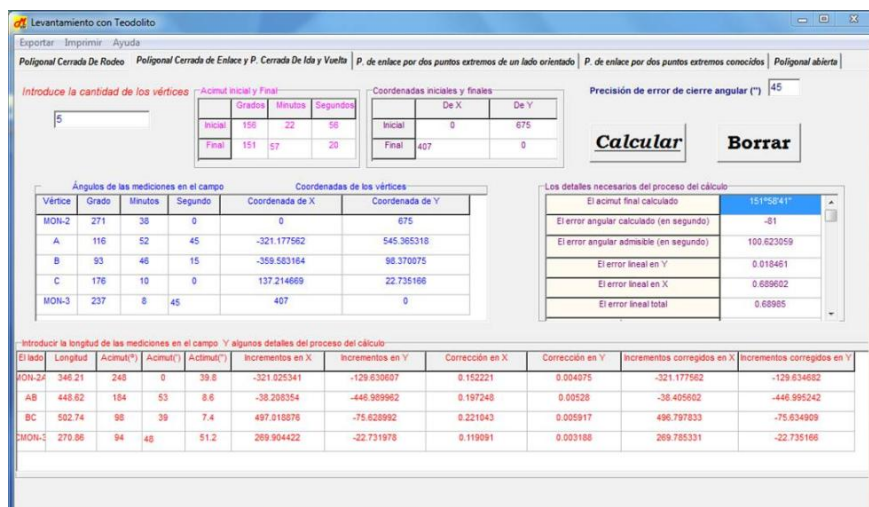 Levantamiento con Teodolito
Exportar Imprimir Ayuda
Poligonal Cerrada De Rodeo Poligonal Cerrada de Enlace y P. Cerrada De Ida y Vuelta P. de enlace por dos puntos extremos de un lado orientado P. de enlace por dos puntos extremos conocidos Poligonal abierta
Introduce la cantidad de los vértices
5
Acimut Inicial y Final
Grados Minutos Segundos
Inicial 156 22 56
Final 151 57 20
Coordenadas iniciales y finales
De X De Y
Inicial 0 675
Final 407 0
Precisión de error de cierre angular (") 45
Calcular Borrar
Ángulos de las mediciones en el campo Coordenadas de los vértices
Vértice Grado Minutos Segundo Coordenada de X Coordenada de Y
MON-2 271 38 0 0 675
A 116 52 45 -321.177562 545.365318
B 93 46 15 -359.583164 98.370075
C 176 10 0 137.214669 22.735166
MON-3 237 8 45 407 0
Los detalles necesarios del proceso del cálculo
El acimut final calculado 151°58'41"
El error angular calculado (en segundo) -81
El error angular admisible (en segundo) 100.623059
El error lineal en Y 0.018461
El error lineal en X 0.689602
El error lineal total 0.68985
Introducir la longitud de las mediciones en el campo Y algunos detalles del proceso del cálculo
El lado Longitud Acimut(°) Acimut(') Actimut('') Incrementos en X Incrementos en Y Corrección en X Corrección en Y Incrementos corregidos en X Incrementos corregidos en Y
MON-2A 346.21 248 0 39.8 -321.025341 -129.630607 0.152221 0.004075 -321.177562 -129.634682
AB 448.62 184 53 8.6 -38.208354 -446.989962 0.197248 0.00528 -38.405602 -446.995242
BC 502.74 98 39 7.4 497.018876 -75.628992 0.221043 0.005917 496.797833 -75.634909
CMON-3 270.86 94 48 51.2 269.904422 -22.731978 0.119091 0.003188 269.785331 -22.735166